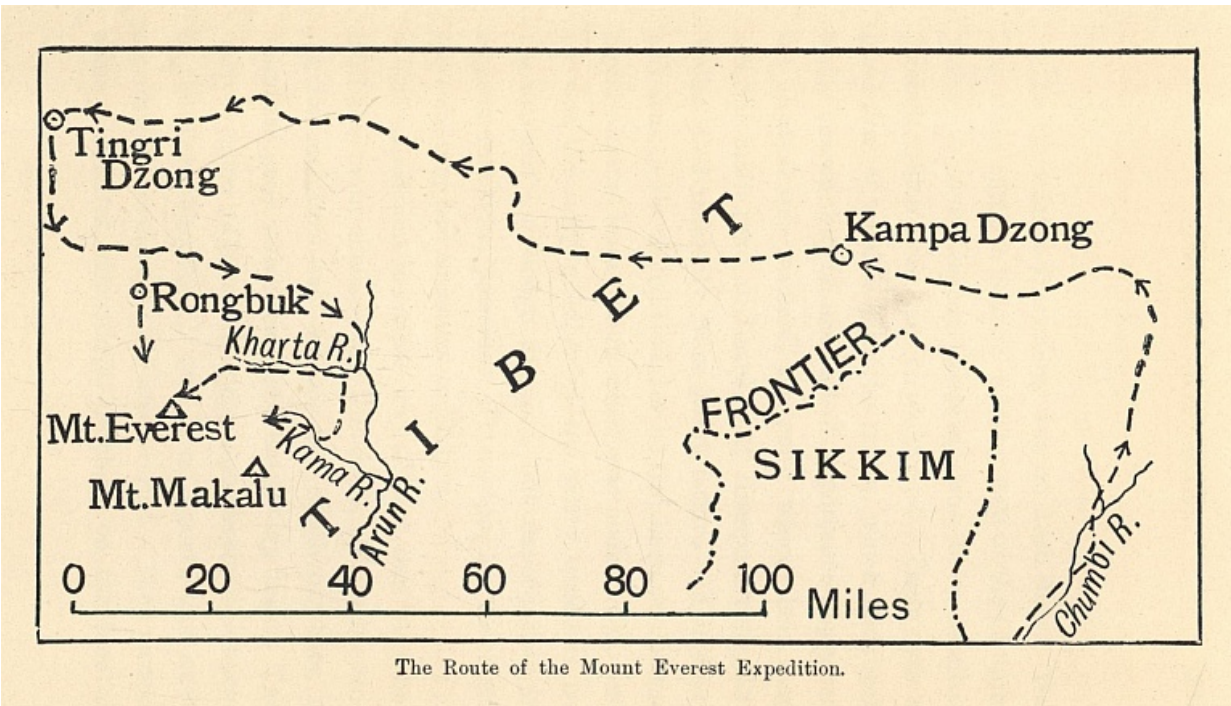 Tingri
Dzong
T
Kampa Dzong
E
Rongbuk
Kharta R.
FRONTIER
B
Mt.Everest
I
Kama R.
SIKKIM
Mt.Makalu
T
Arun R.
Chumbi R.
0 20 40 60 80 100 Miles
The Route of the Mount Everest Expedition.